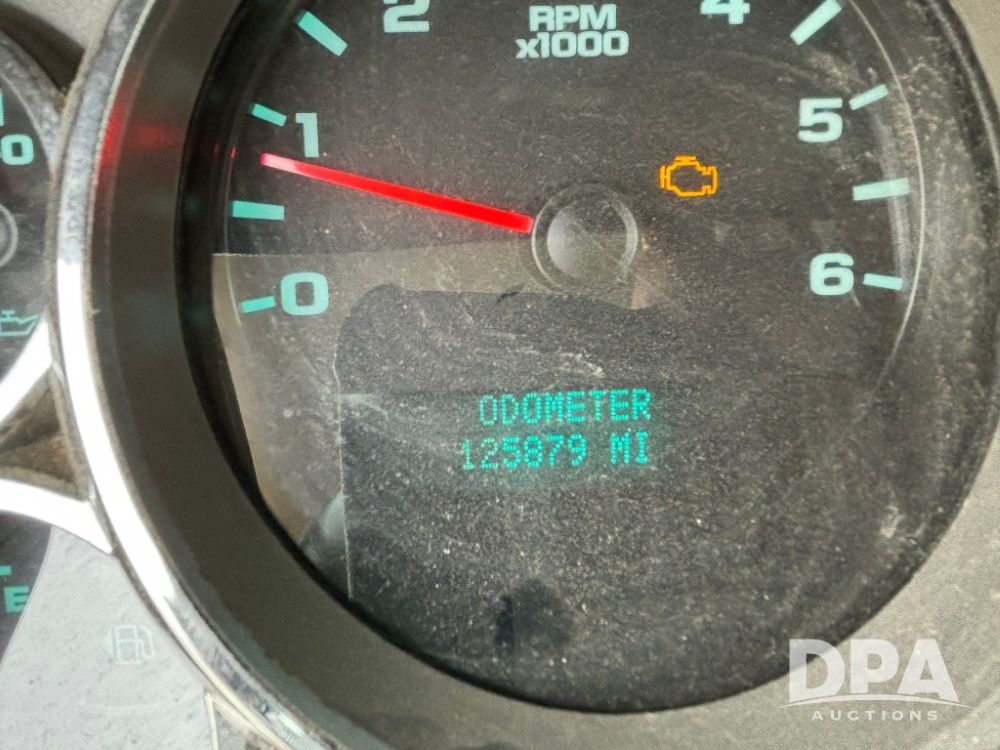 2
RPM
x1000
4
1
5
0
6
ODOMETER
125879 MI
E
DPA
AUCTIONS